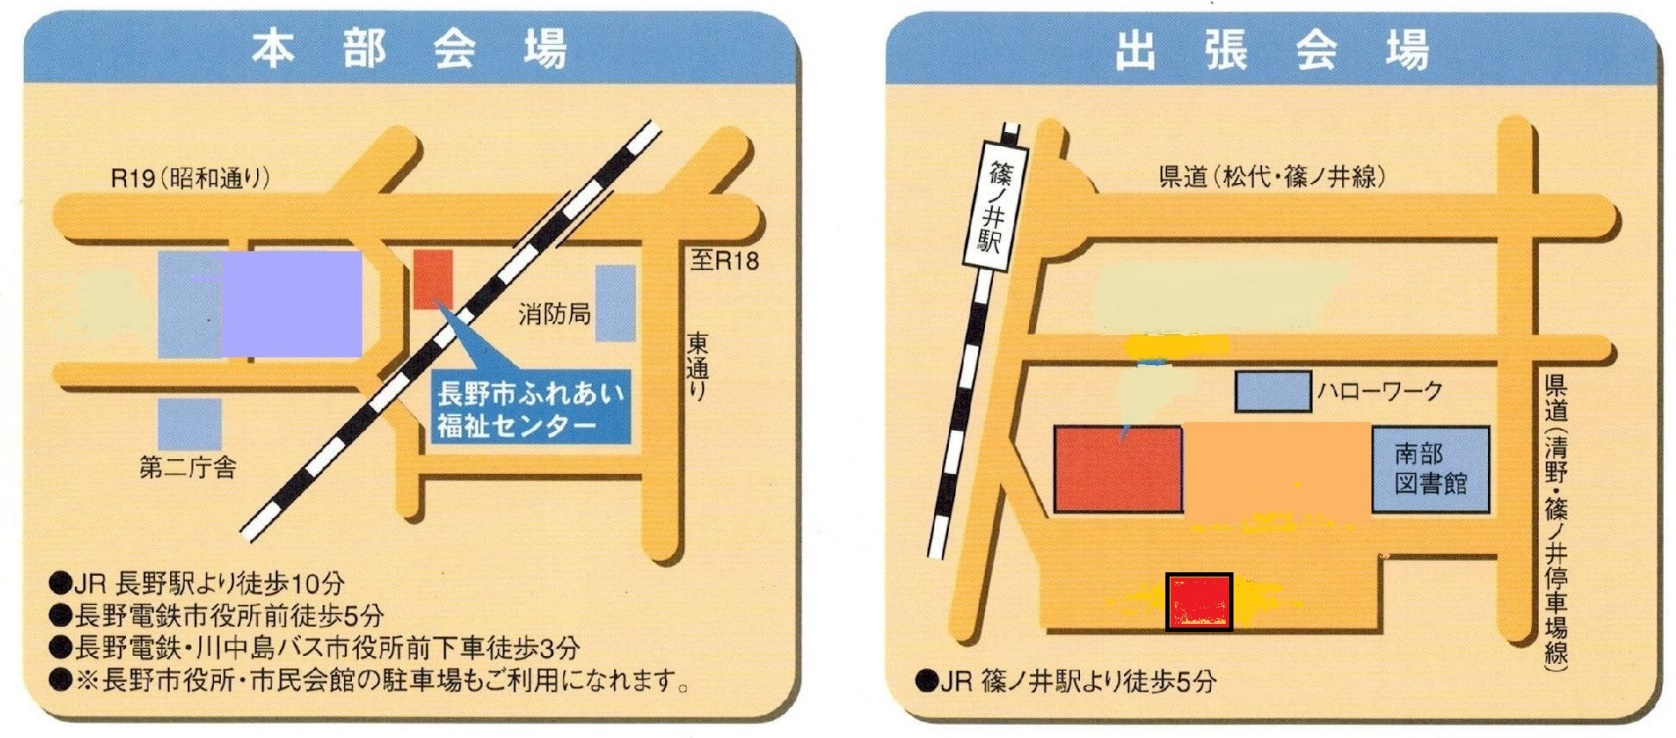 本部会場
R19(昭和通り)
至R18
消防局
東通り
長野市ふれあい
福祉センター
第二庁舎
●JR 長野駅より徒歩10分
●長野電鉄市役所前徒歩5分
●長野電鉄・川中島バス市役所前下車徒歩3分
●※長野市役所・市民会館の駐車場もご利用になれます。
出張会場
篠ノ井駅
県道(松代・篠ノ井線)
ハローワーク
南部
図書館
県道(清野・篠ノ井停車場線)
●JR 篠ノ井駅より徒歩5分